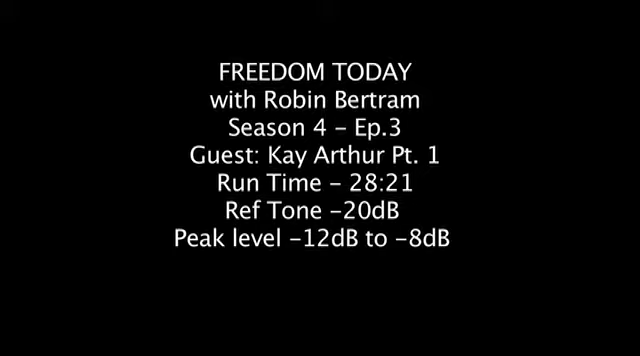 FREEDOM TODAY
with Robin Bertram
Season 4 – Ep.3
Guest: Kay Arthur Pt. 1
Run Time – 28:21
Ref Tone –20dB
Peak level –12dB to –8dB